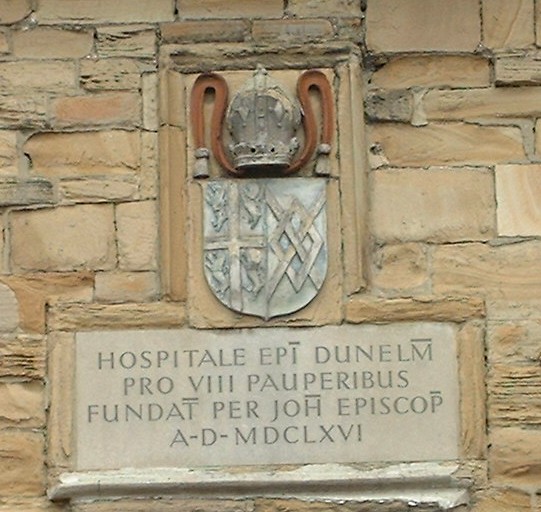 HOSPITALE EPĪ DUNELM̄
PRO VIII PAUPERIBUS
FUNDAT̄ PER JOH̄ EPISCOP̄
A-D-MDCLXVI